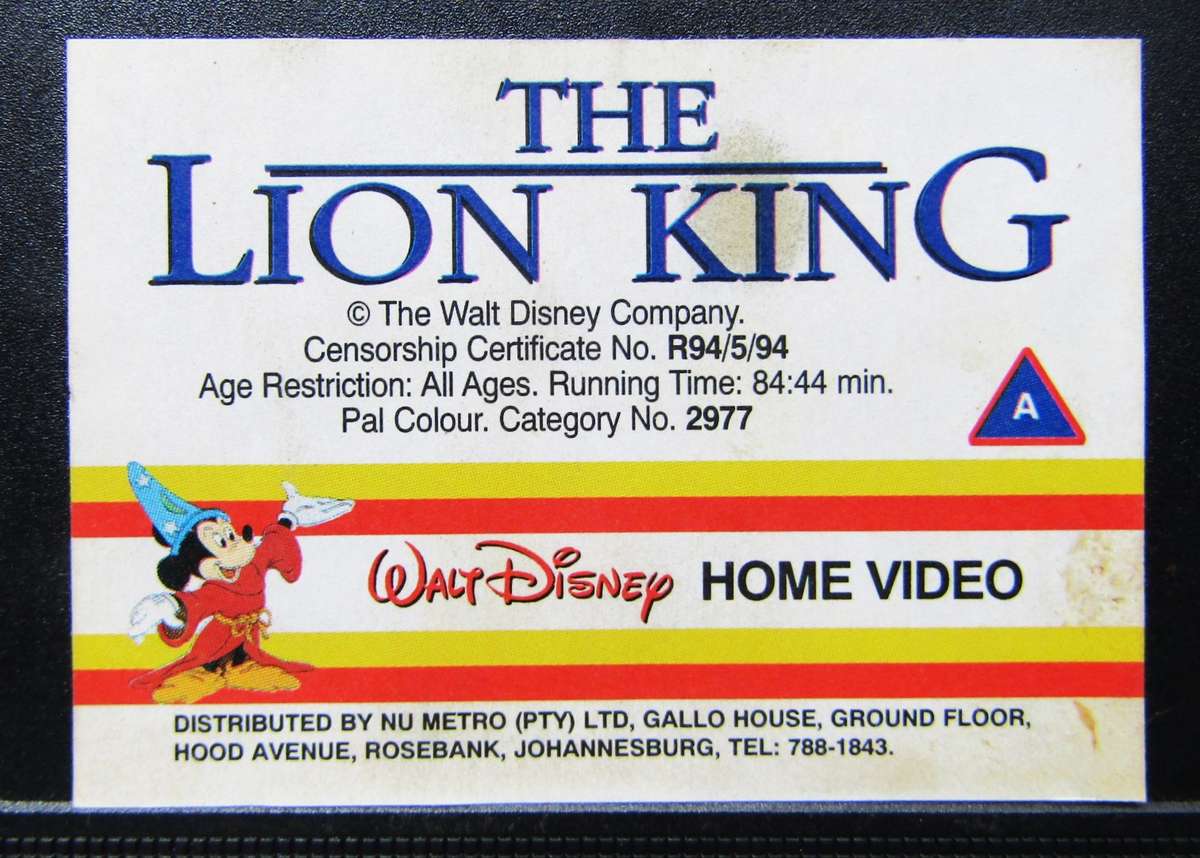 THE
LION KING
© The Walt Disney Company.
Censorship Certificate No. R94/5/94
Age Restriction: All Ages. Running Time: 84:44 min.
Pal Colour. Category No. 2977
A
WALT DISNEY HOME VIDEO
DISTRIBUTED BY NU METRO (PTY) LTD, GALLO HOUSE, GROUND FLOOR,
HOOD AVENUE, ROSEBANK, JOHANNESBURG, TEL: 788-1843.